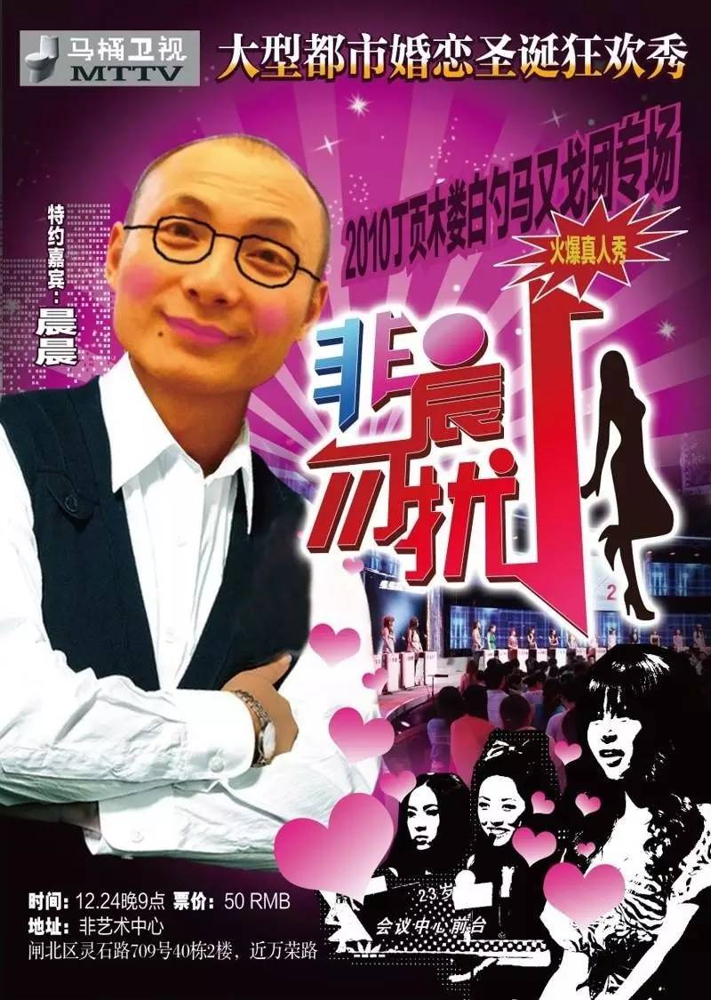 马桶卫视
MTTV
大型都市婚恋圣诞狂欢秀
2010丁页木娄白勺马又戈团专场
火爆真人秀
特约嘉宾：晨晨
非晨勿扰
2
23岁
会议中心前台
时间：12.24晚9点 票价：50 RMB
地址：非艺术中心
闸北区灵石路709号40栋2楼，近万荣路